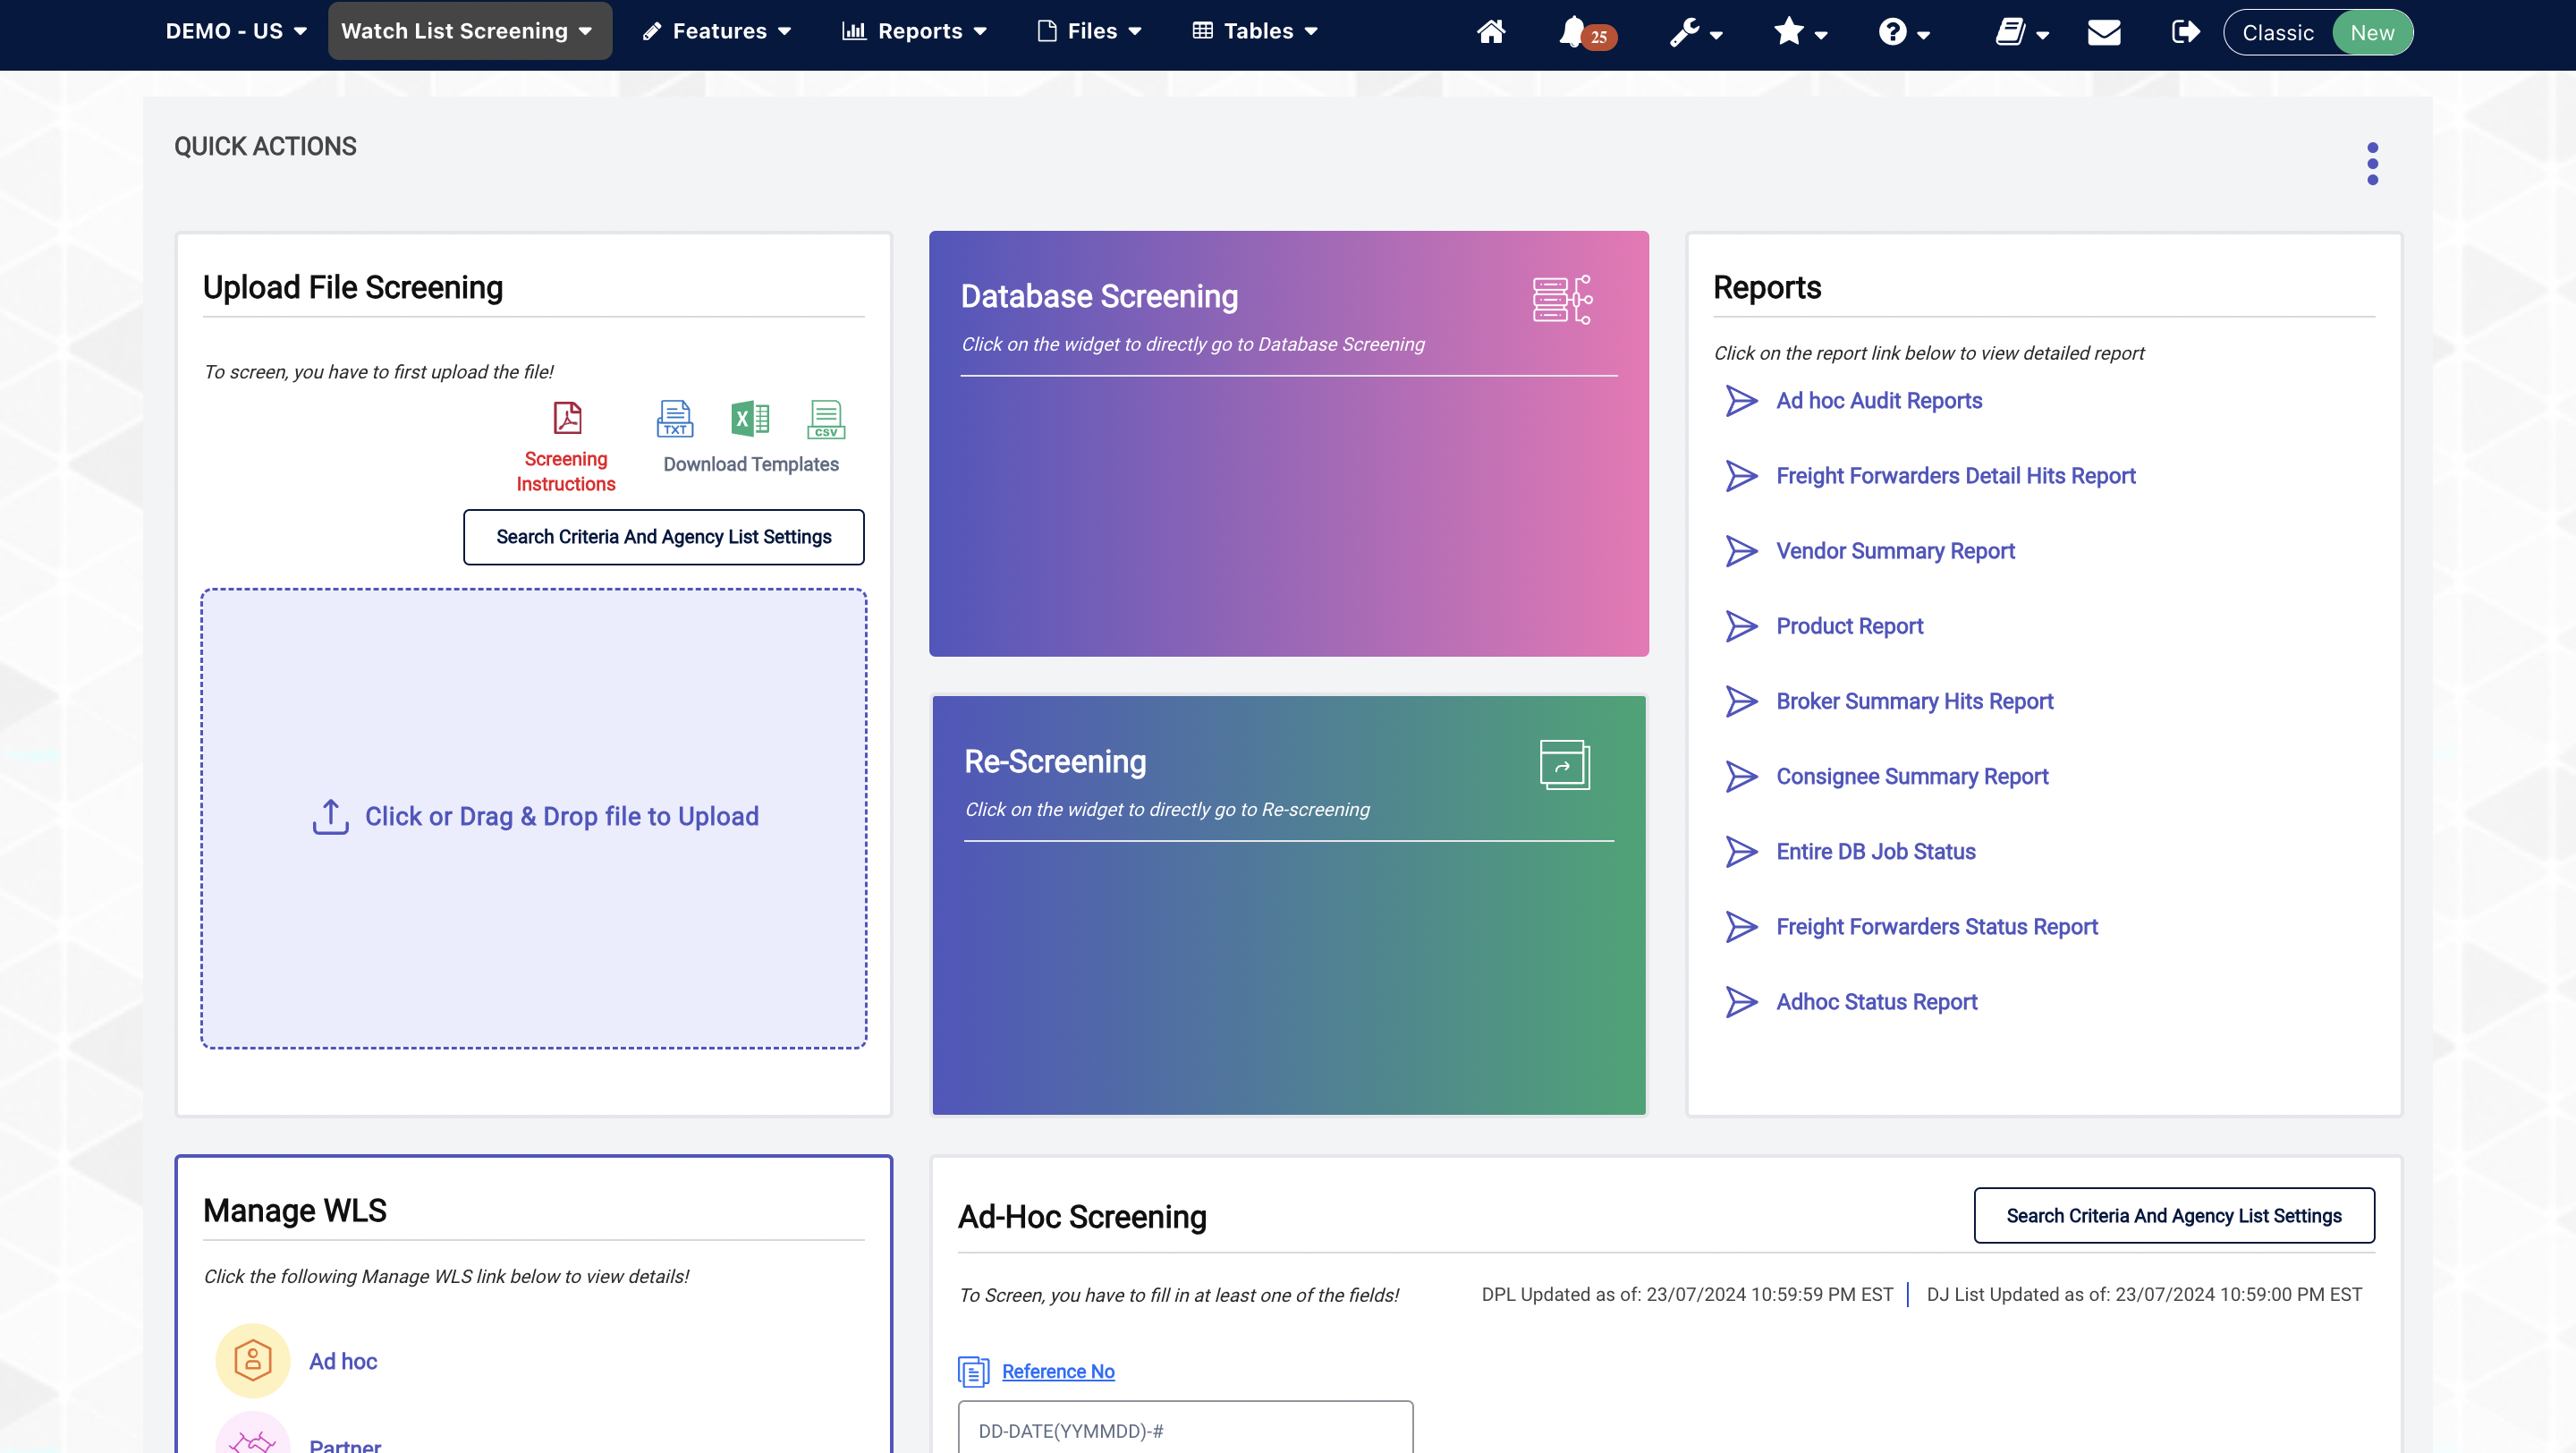 DEMO - US
Watch List Screening
Features
Reports
Files
Tables
25
Classic
New
QUICK ACTIONS
Upload File Screening
To screen, you have to first upload the file!
TXT
X
CSV
Screening
Instructions
Download Templates
Search Criteria And Agency List Settings
Click or Drag & Drop file to Upload
Database Screening
Click on the widget to directly go to Database Screening
Re-Screening
Click on the widget to directly go to Re-screening
Reports
Click on the report link below to view detailed report
Ad hoc Audit Reports
Freight Forwarders Detail Hits Report
Vendor Summary Report
Product Report
Broker Summary Hits Report
Consignee Summary Report
Entire DB Job Status
Freight Forwarders Status Report
Adhoc Status Report
Manage WLS
Click the following Manage WLS link below to view details!
Ad hoc
Partner
Ad-Hoc Screening
Search Criteria And Agency List Settings
To Screen, you have to fill in at least one of the fields!
DPL Updated as of: 23/07/2024 10:59:59 PM EST
DJ List Updated as of: 23/07/2024 10:59:00 PM EST
Reference No
DD-DATE(YYMMDD)-#